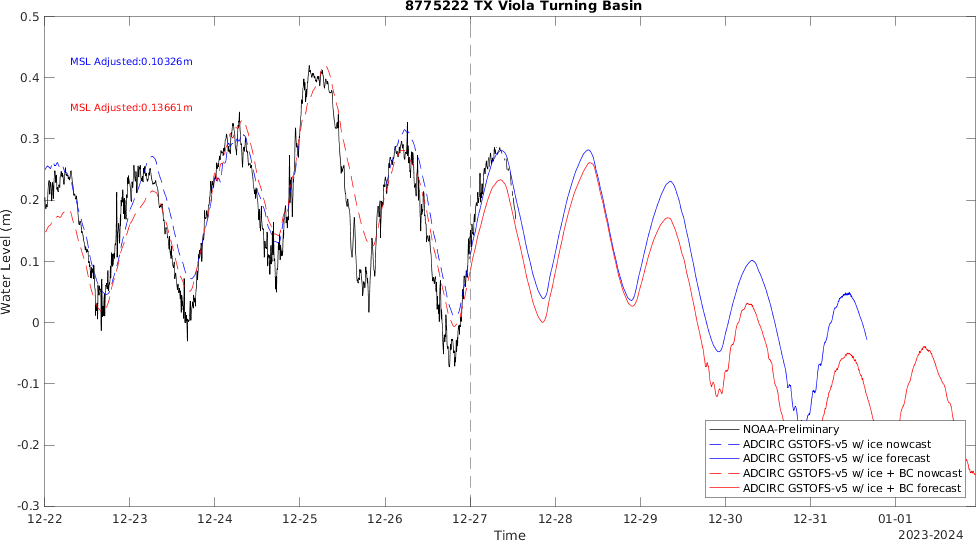 8775222 TX Viola Turning Basin
MSL Adjusted:0.10326m
MSL Adjusted:0.13661m
Water Level (m)
0.5
0.4
0.3
0.2
0.1
0
-0.1
-0.2
-0.3
NOAA-Preliminary
ADCIRC GSTOFS-v5 w/ ice nowcast
ADCIRC GSTOFS-v5 w/ ice forecast
ADCIRC GSTOFS-v5 w/ ice + BC nowcast
ADCIRC GSTOFS-v5 w/ ice + BC forecast
12-22 12-23 12-24 12-25 12-26 12-27 12-28 12-29 12-30 12-31 01-01
Time
2023-2024